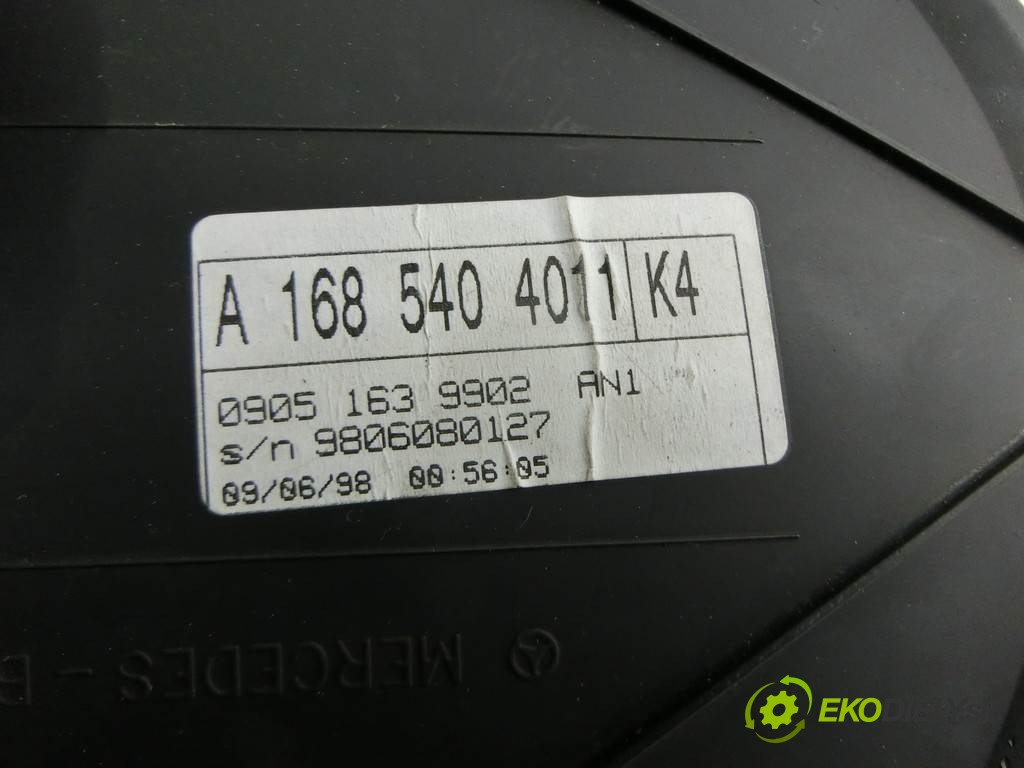 A 168 540 4011 K4
0905 163 9902 AN1
s/n 9806080127
09/06/98 00:56:05
MERCEDES - B
EKO